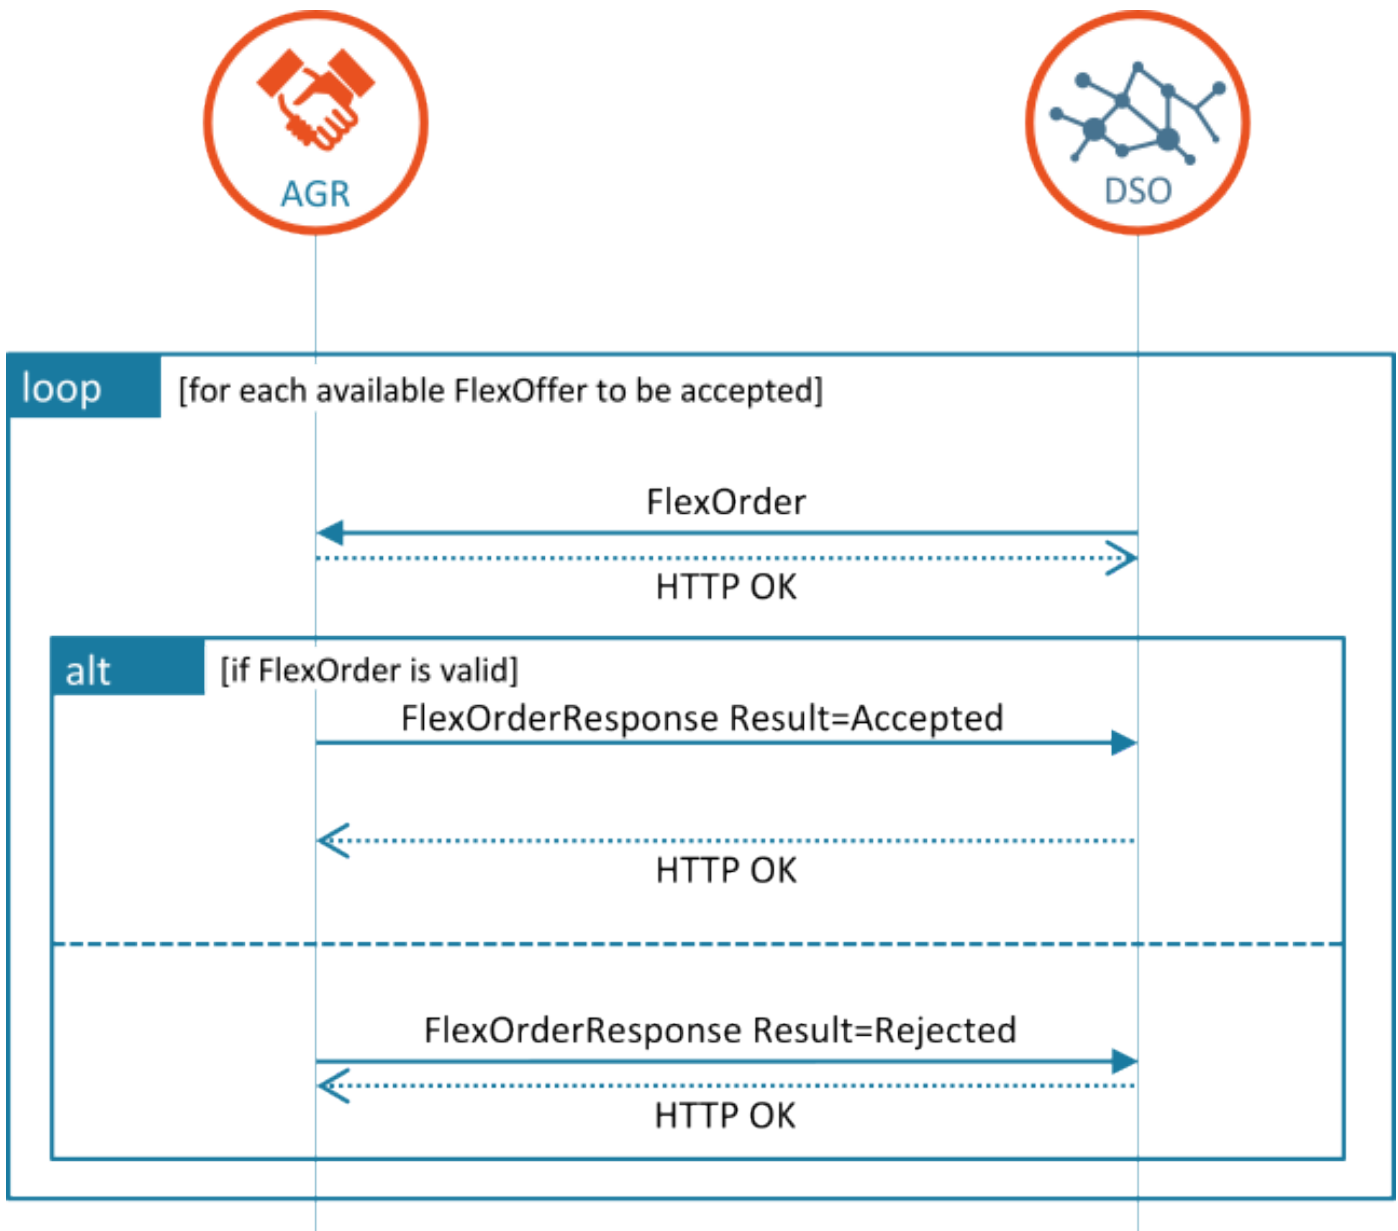 AGR
DSO
loop
[for each available FlexOffer to be accepted]
FlexOrder
HTTP OK
alt
[if FlexOrder is valid]
FlexOrderResponse Result=Accepted
HTTP OK
FlexOrderResponse Result=Rejected
HTTP OK